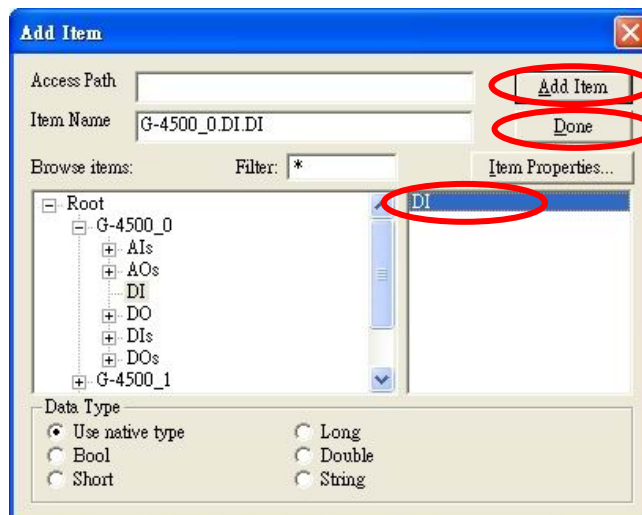 Add Item
Access Path
Add Item
Item Name G-4500_0.DI.DI
Done
Browse items: Filter: *
Item Properties...
Root
G-4500_0
AIs
AOs
DI
DO
DIs
DOs
G-4500_1
DI
Data Type
Use native type Long
Bool Double
Short String